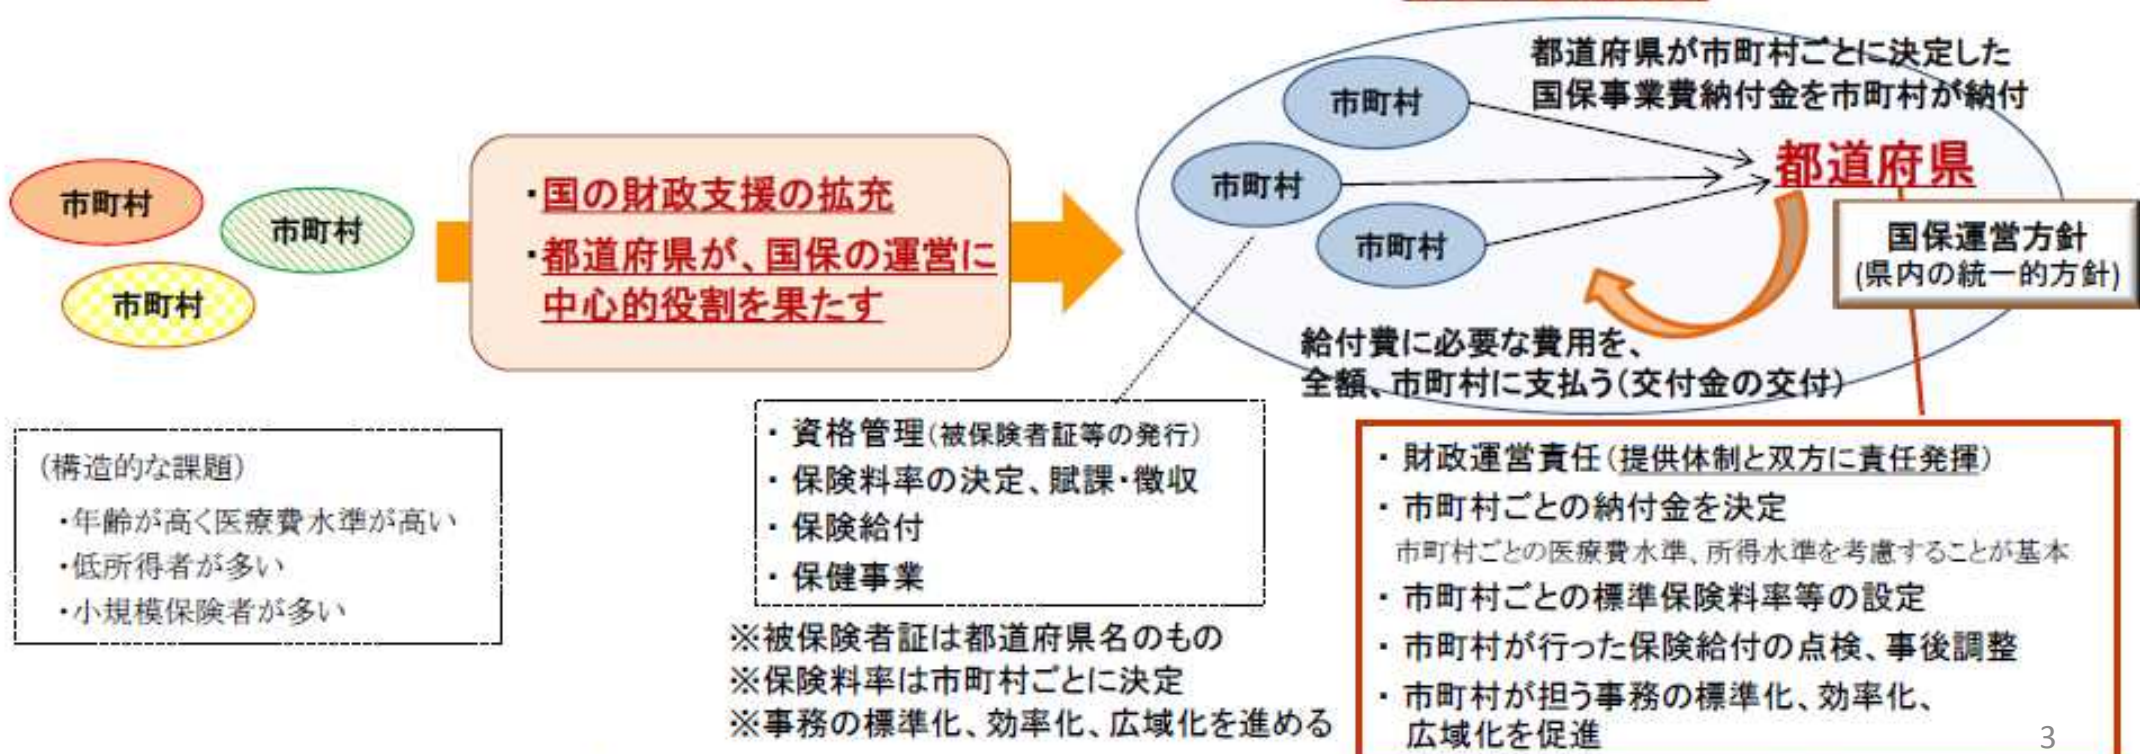 市町村
市町村
市町村
・国の財政支援の拡充
・都道府県が、国保の運営に
中心的役割を果たす
都道府県が市町村ごとに決定した
国保事業費納付金を市町村が納付
市町村
市町村
市町村
都道府県
国保運営方針
(県内の統一的方針)
給付費に必要な費用を、
全額、市町村に支払う(交付金の交付)
(構造的な課題)
・年齢が高く医療費水準が高い
・低所得者が多い
・小規模保険者が多い
・ 資格管理(被保険者証等の発行)
・ 保険料率の決定、賦課・徴収
・ 保険給付
・ 保健事業
※被保険者証は都道府県名のもの
※保険料率は市町村ごとに決定
※事務の標準化、効率化、広域化を進める
・ 財政運営責任(提供体制と双方に責任発揮)
・ 市町村ごとの納付金を決定
市町村ごとの医療費水準、所得水準を考慮することが基本
・ 市町村ごとの標準保険料率等の設定
・ 市町村が行った保険給付の点検、事後調整
・ 市町村が担う事務の標準化、効率化、
広域化を促進
3